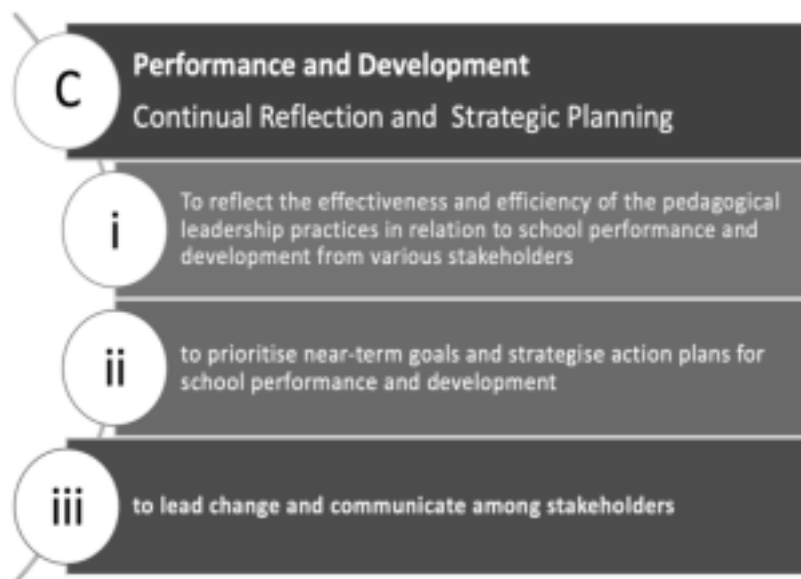 C
Performance and Development
Continual Reflection and Strategic Planning
i
To reflect the effectiveness and efficiency of the pedagogical
leadership practices in relation to school performance and
development from various stakeholders
ii
to prioritise near-term goals and strategise action plans for
school performance and development
iii
to lead change and communicate among stakeholders